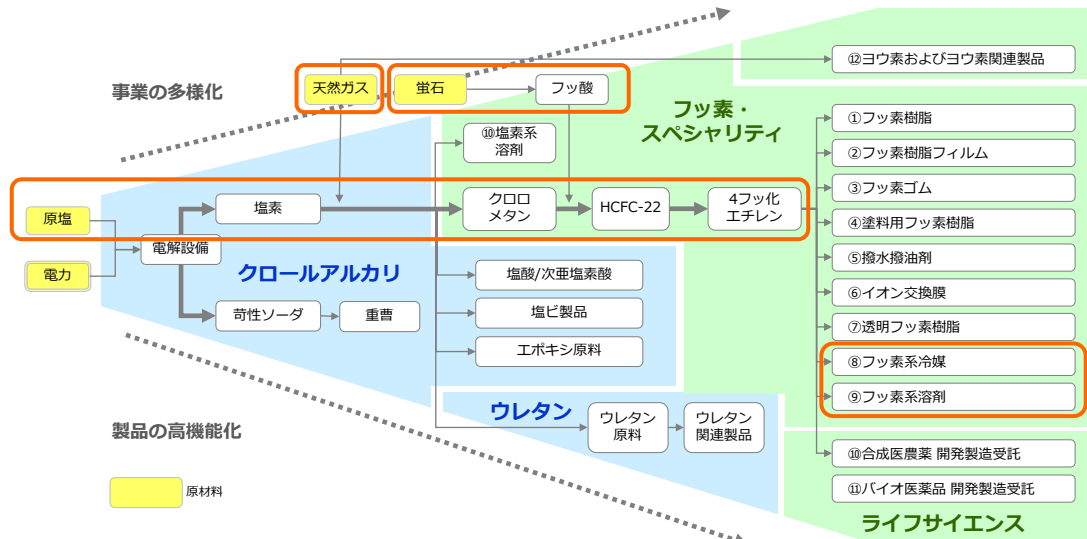 ⑫ヨウ素およびヨウ素関連製品
事業の多様化
天然ガス
蛍石
フッ酸
フッ素・
スペシャリティ
⑩塩素系
溶剤
①フッ素樹脂
②フッ素樹脂フィルム
③フッ素ゴム
④塗料用フッ素樹脂
⑤撥水撥油剤
⑥イオン交換膜
⑦透明フッ素樹脂
⑧フッ素系冷媒
⑨フッ素系溶剤
原塩
電力
電解設備
塩素
クロロ
メタン
HCFC-22
4フッ化
エチレン
クロールアルカリ
苛性ソーダ
重曹
塩酸/次亜塩素酸
塩ビ製品
エポキシ原料
ウレタン
ウレタン
原料
ウレタン
関連製品
製品の高機能化
原材料
⑩合成医農薬 開発製造受託
⑪バイオ医薬品 開発製造受託
ライフサイエンス